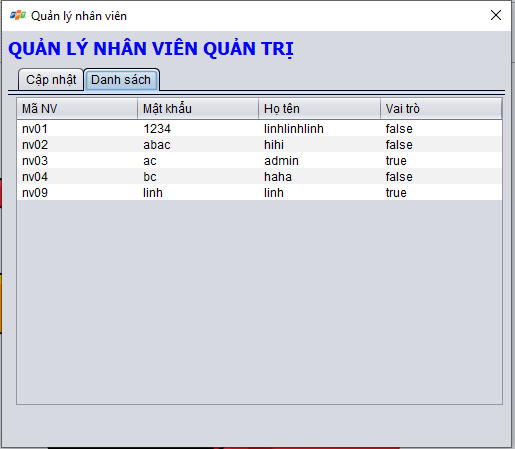 Quản lý nhân viên
QUẢN LÝ NHÂN VIÊN QUẢN TRỊ
Cập nhật Danh sách
Mã NV Mật khẩu Họ tên Vai trò
nv01 1234 linhlinhlinh false
nv02 abac hihi false
nv03 ac admin true
nv04 bc haha false
nv09 linh linh true